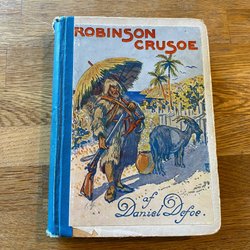 ROBINSON
CRUSOE
af
Daniel Defoe.